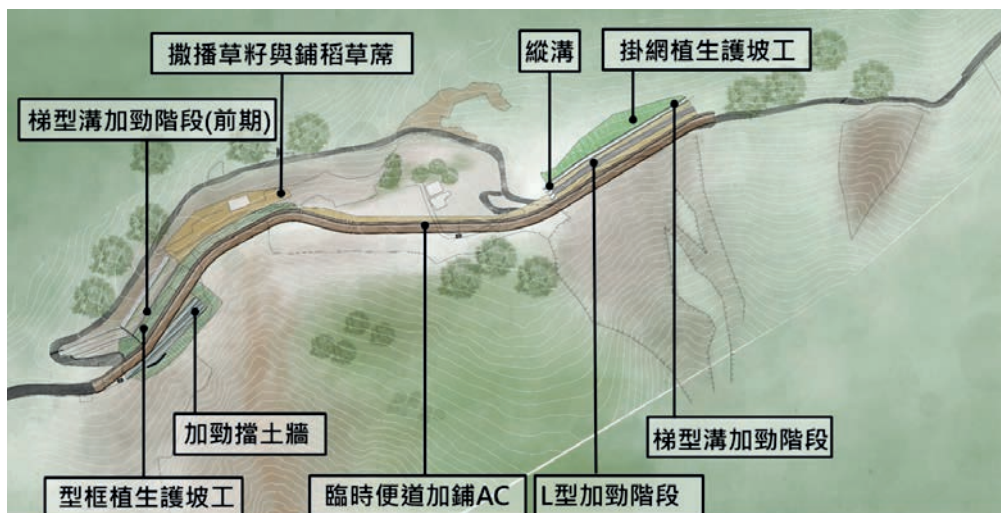 撒播草籽與鋪稻草蓆
縱溝
掛網植生護坡工
梯型溝加勁階段(前期)
加勁擋土牆
梯型溝加勁階段
型框植生護坡工
臨時便道加鋪AC
L型加勁階段